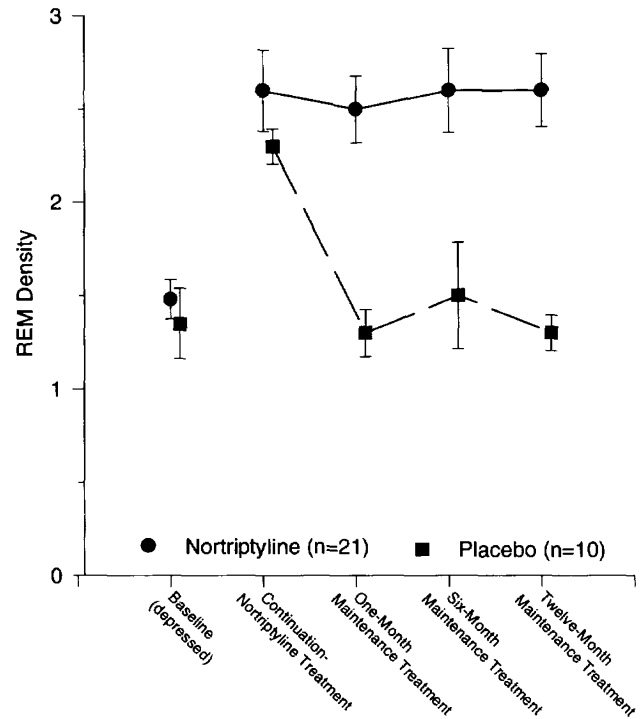 3
2
1
0
REM Density
Nortriptyline (n=21)
Placebo (n=10)
Baseline
(depressed)
Continuation-
Nortriptyline Treatment
One-Month
Maintenance Treatment
Six-Month
Maintenance Treatment
Twelve-Month
Maintenance Treatment